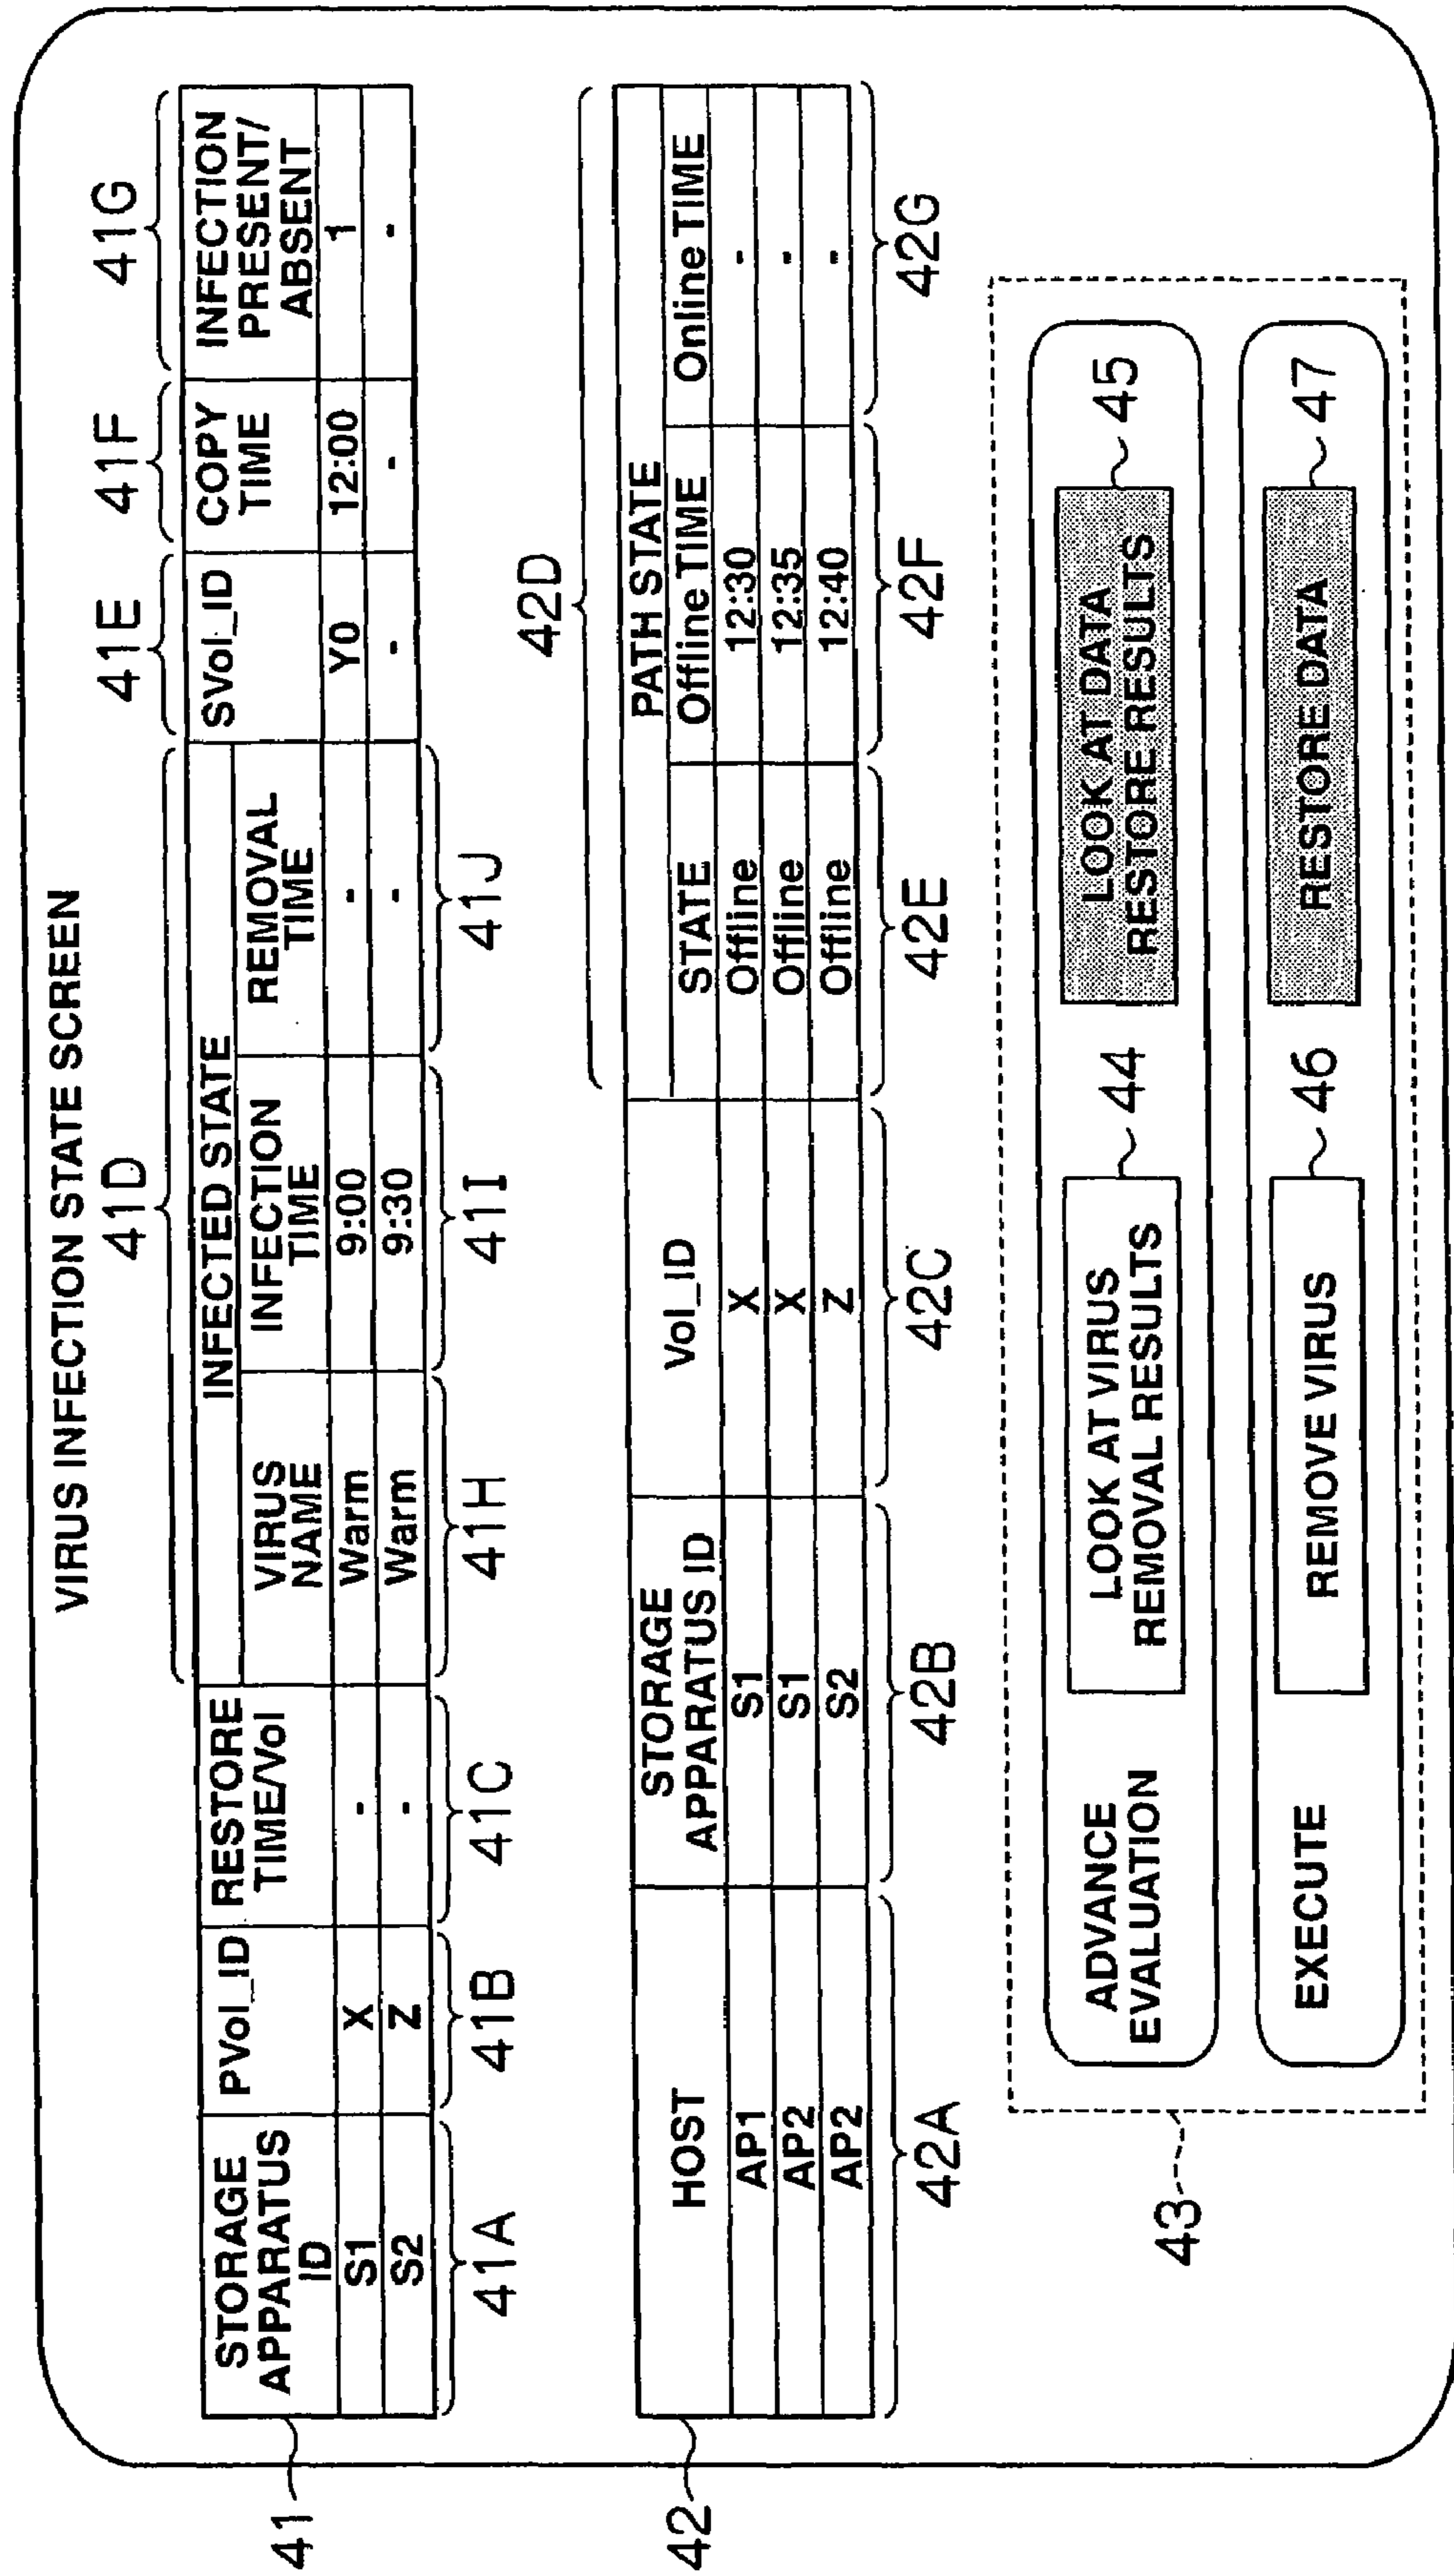 VIRUS INFECTION STATE SCREEN
41D 41E 41F 41G
STORAGE APPARATUS ID PVol_ID RESTORE TIME/Vol INFECTED STATE SVol_ID COPY TIME INFECTION PRESENT/ABSENT
VIRUS NAME INFECTION TIME REMOVAL TIME
S1 X - Warm 9:00 - Y0 12:00 1
S2 Z - Warm 9:30 - - - -
41 41A 41B 41C 41H 41I 41J
42D
HOST STORAGE APPARATUS ID Vol_ID PATH STATE
STATE Offline TIME Online TIME
AP1 S1 X Offline 12:30 -
AP2 S1 X Offline 12:35 -
AP2 S2 Z Offline 12:40 -
42 42A 42B 42C 42E 42F 42G
ADVANCE
EVALUATION
LOOK AT VIRUS
REMOVAL RESULTS
44
LOOK AT DATA
RESTORE RESULTS
45
EXECUTE
REMOVE VIRUS
46
RESTORE DATA
47
43